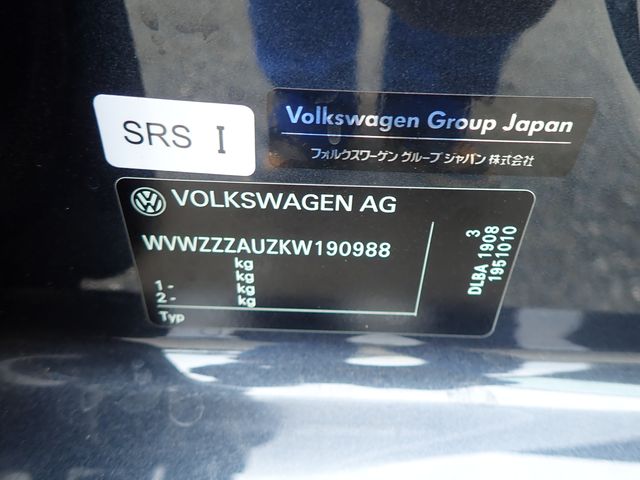 SRS I
Volkswagen Group Japan
フォルクスワーゲン グループ ジャパン 株式会社
VOLKSWAGEN AG
WVWZZZAUZKW190988
kg
kg
1 - kg
2 - kg
Typ
3
DLBA 1908
1951010